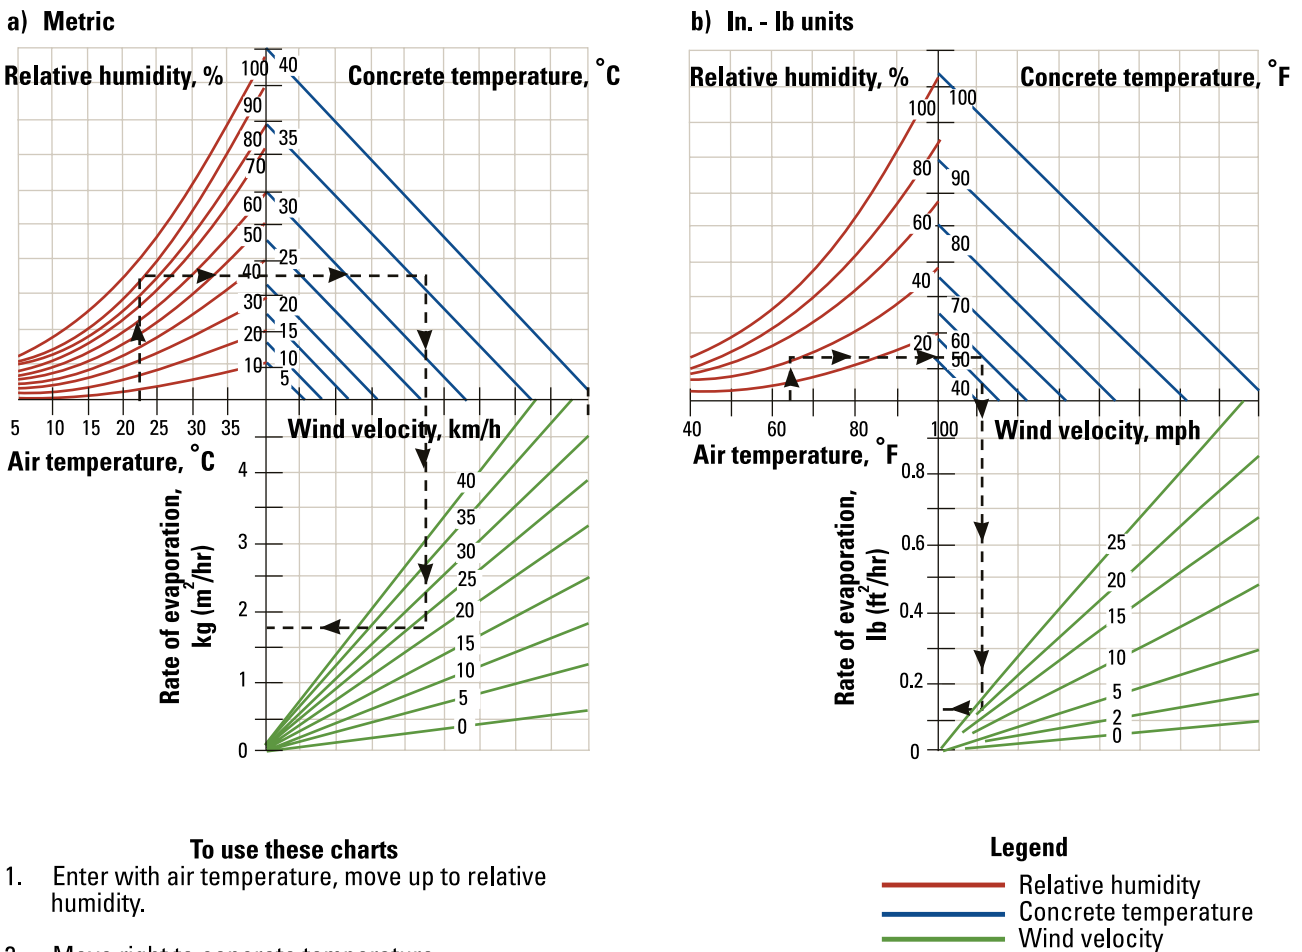 a) Metric
Relative humidity, %
Concrete temperature, °C
100
90
80
70
60
50
40
30
20
10
40
35
30
25
20
15
10
5
5 10 15 20 25 30 35
Air temperature, °C
Wind velocity, km/h
Rate of evaporation,
kg (m2/hr)
4
3
2
1
0
40
35
30
25
20
15
10
5
0
b) In. - lb units
Relative humidity, %
Concrete temperature, °F
100
80
60
40
20
100
90
80
70
60
50
40
40 60 80 100
Air temperature, °F
Wind velocity, mph
Rate of evaporation,
lb (ft2/hr)
0.8
0.6
0.4
0.2
0
25
20
15
10
5
2
0
To use these charts
1. Enter with air temperature, move up to relative
humidity.
Legend
Relative humidity
Concrete temperature
Wind velocity